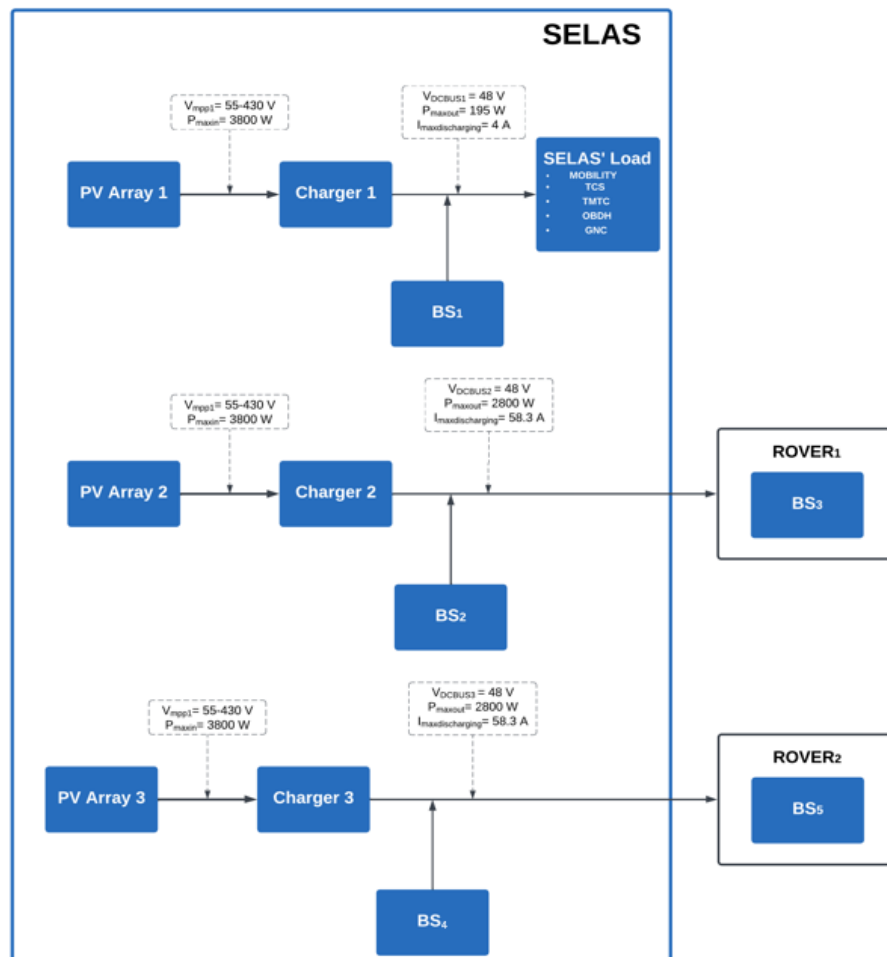 SELAS
Vmpp1= 55-430 V
Pmaxin= 3800 W
VDCBUS1 = 48 V
Pmaxout= 195 W
Imaxdischarging= 4 A
PV Array 1
Charger 1
SELAS' Load
• MOBILITY
• TCS
• TMTC
• OBDH
• GNC
BS1
Vmpp1= 55-430 V
Pmaxin= 3800 W
VDCBUS2 = 48 V
Pmaxout= 2800 W
Imaxdischarging= 58.3 A
PV Array 2
Charger 2
ROVER1
BS3
BS2
Vmpp1= 55-430 V
Pmaxin= 3800 W
VDCBUS3 = 48 V
Pmaxout= 2800 W
Imaxdischarging= 58.3 A
PV Array 3
Charger 3
ROVER2
BS5
BS4